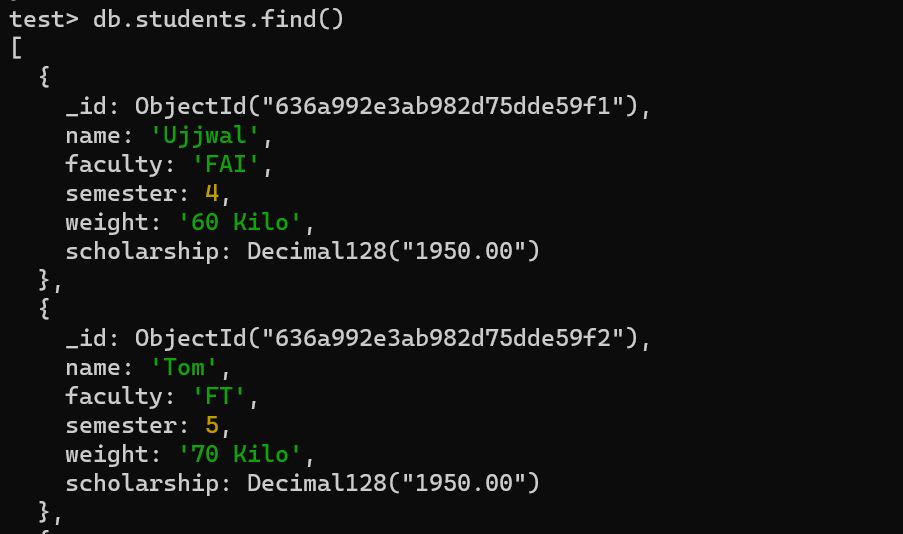 test> db.students.find()
[
  {
    _id: ObjectId("636a992e3ab982d75dde59f1"),
    name: 'Ujjwal',
    faculty: 'FAI',
    semester: 4,
    weight: '60 Kilo',
    scholarship: Decimal128("1950.00")
  },
  {
    _id: ObjectId("636a992e3ab982d75dde59f2"),
    name: 'Tom',
    faculty: 'FT',
    semester: 5,
    weight: '70 Kilo',
    scholarship: Decimal128("1950.00")
  },
  {